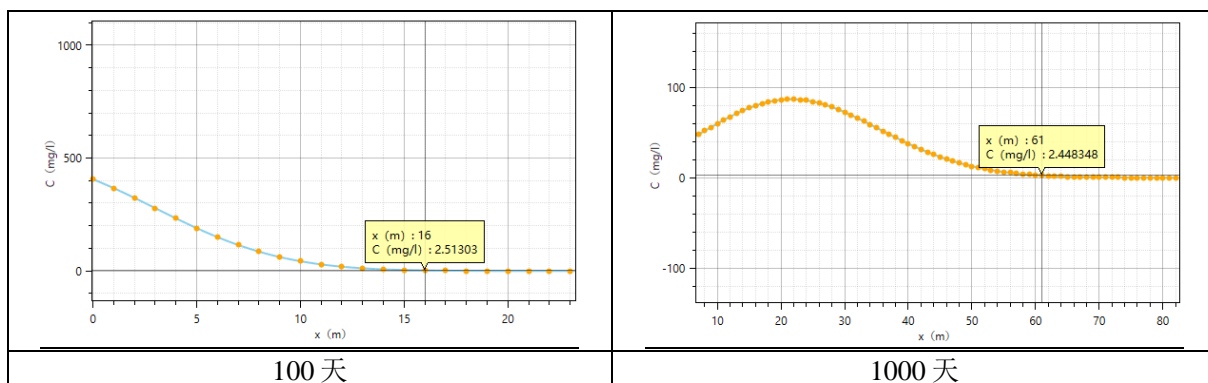 1000
500
0
C（mg/l）
x（m）: 16
C（mg/l）: 2.51303
0 5 10 15 20
x（m）
100 天
100
0
-100
C（mg/l）
x（m）: 61
C（mg/l）: 2.448348
10 20 30 40 50 60 70 80
x（m）
1000 天